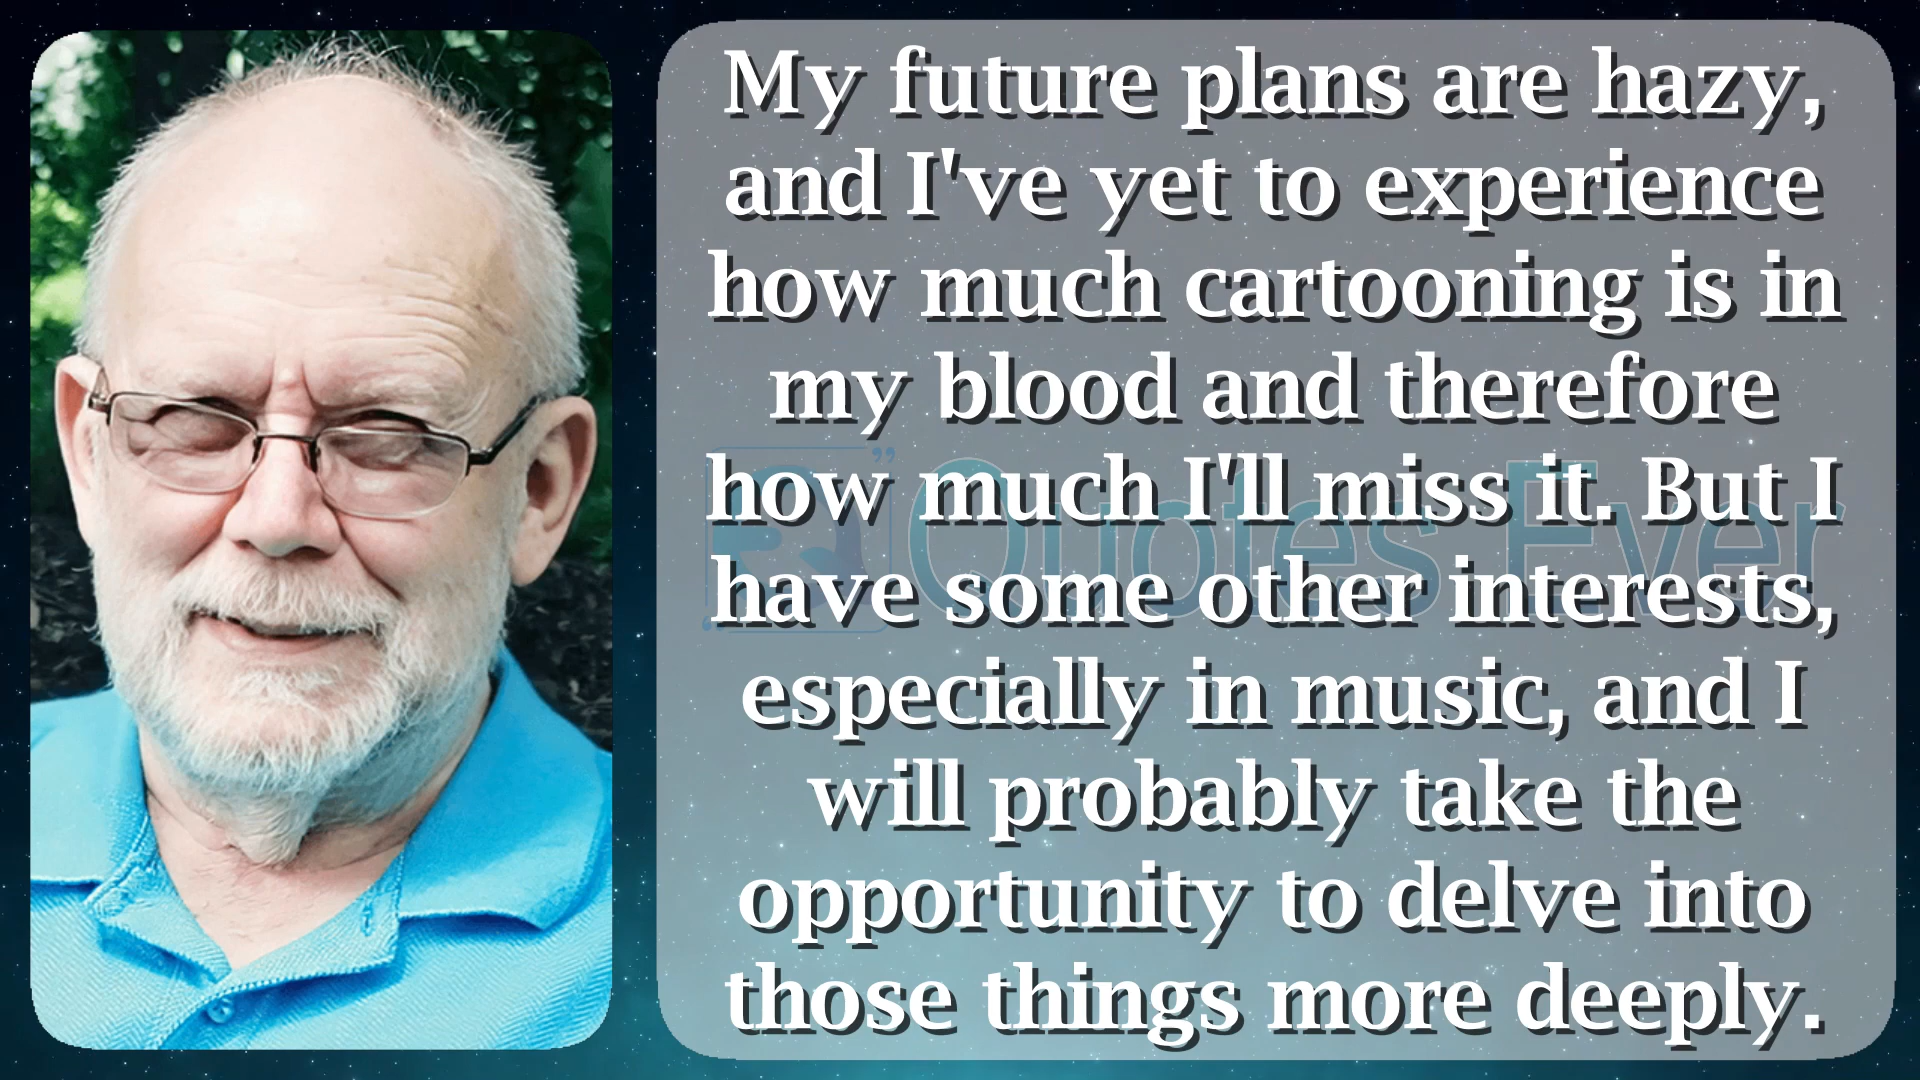 My future plans are hazy,
and I've yet to experience
how much cartooning is in
my blood and therefore
how much I'll miss it. But I
have some other interests,
especially in music, and I
will probably take the
opportunity to delve into
those things more deeply.
Quotes Ever